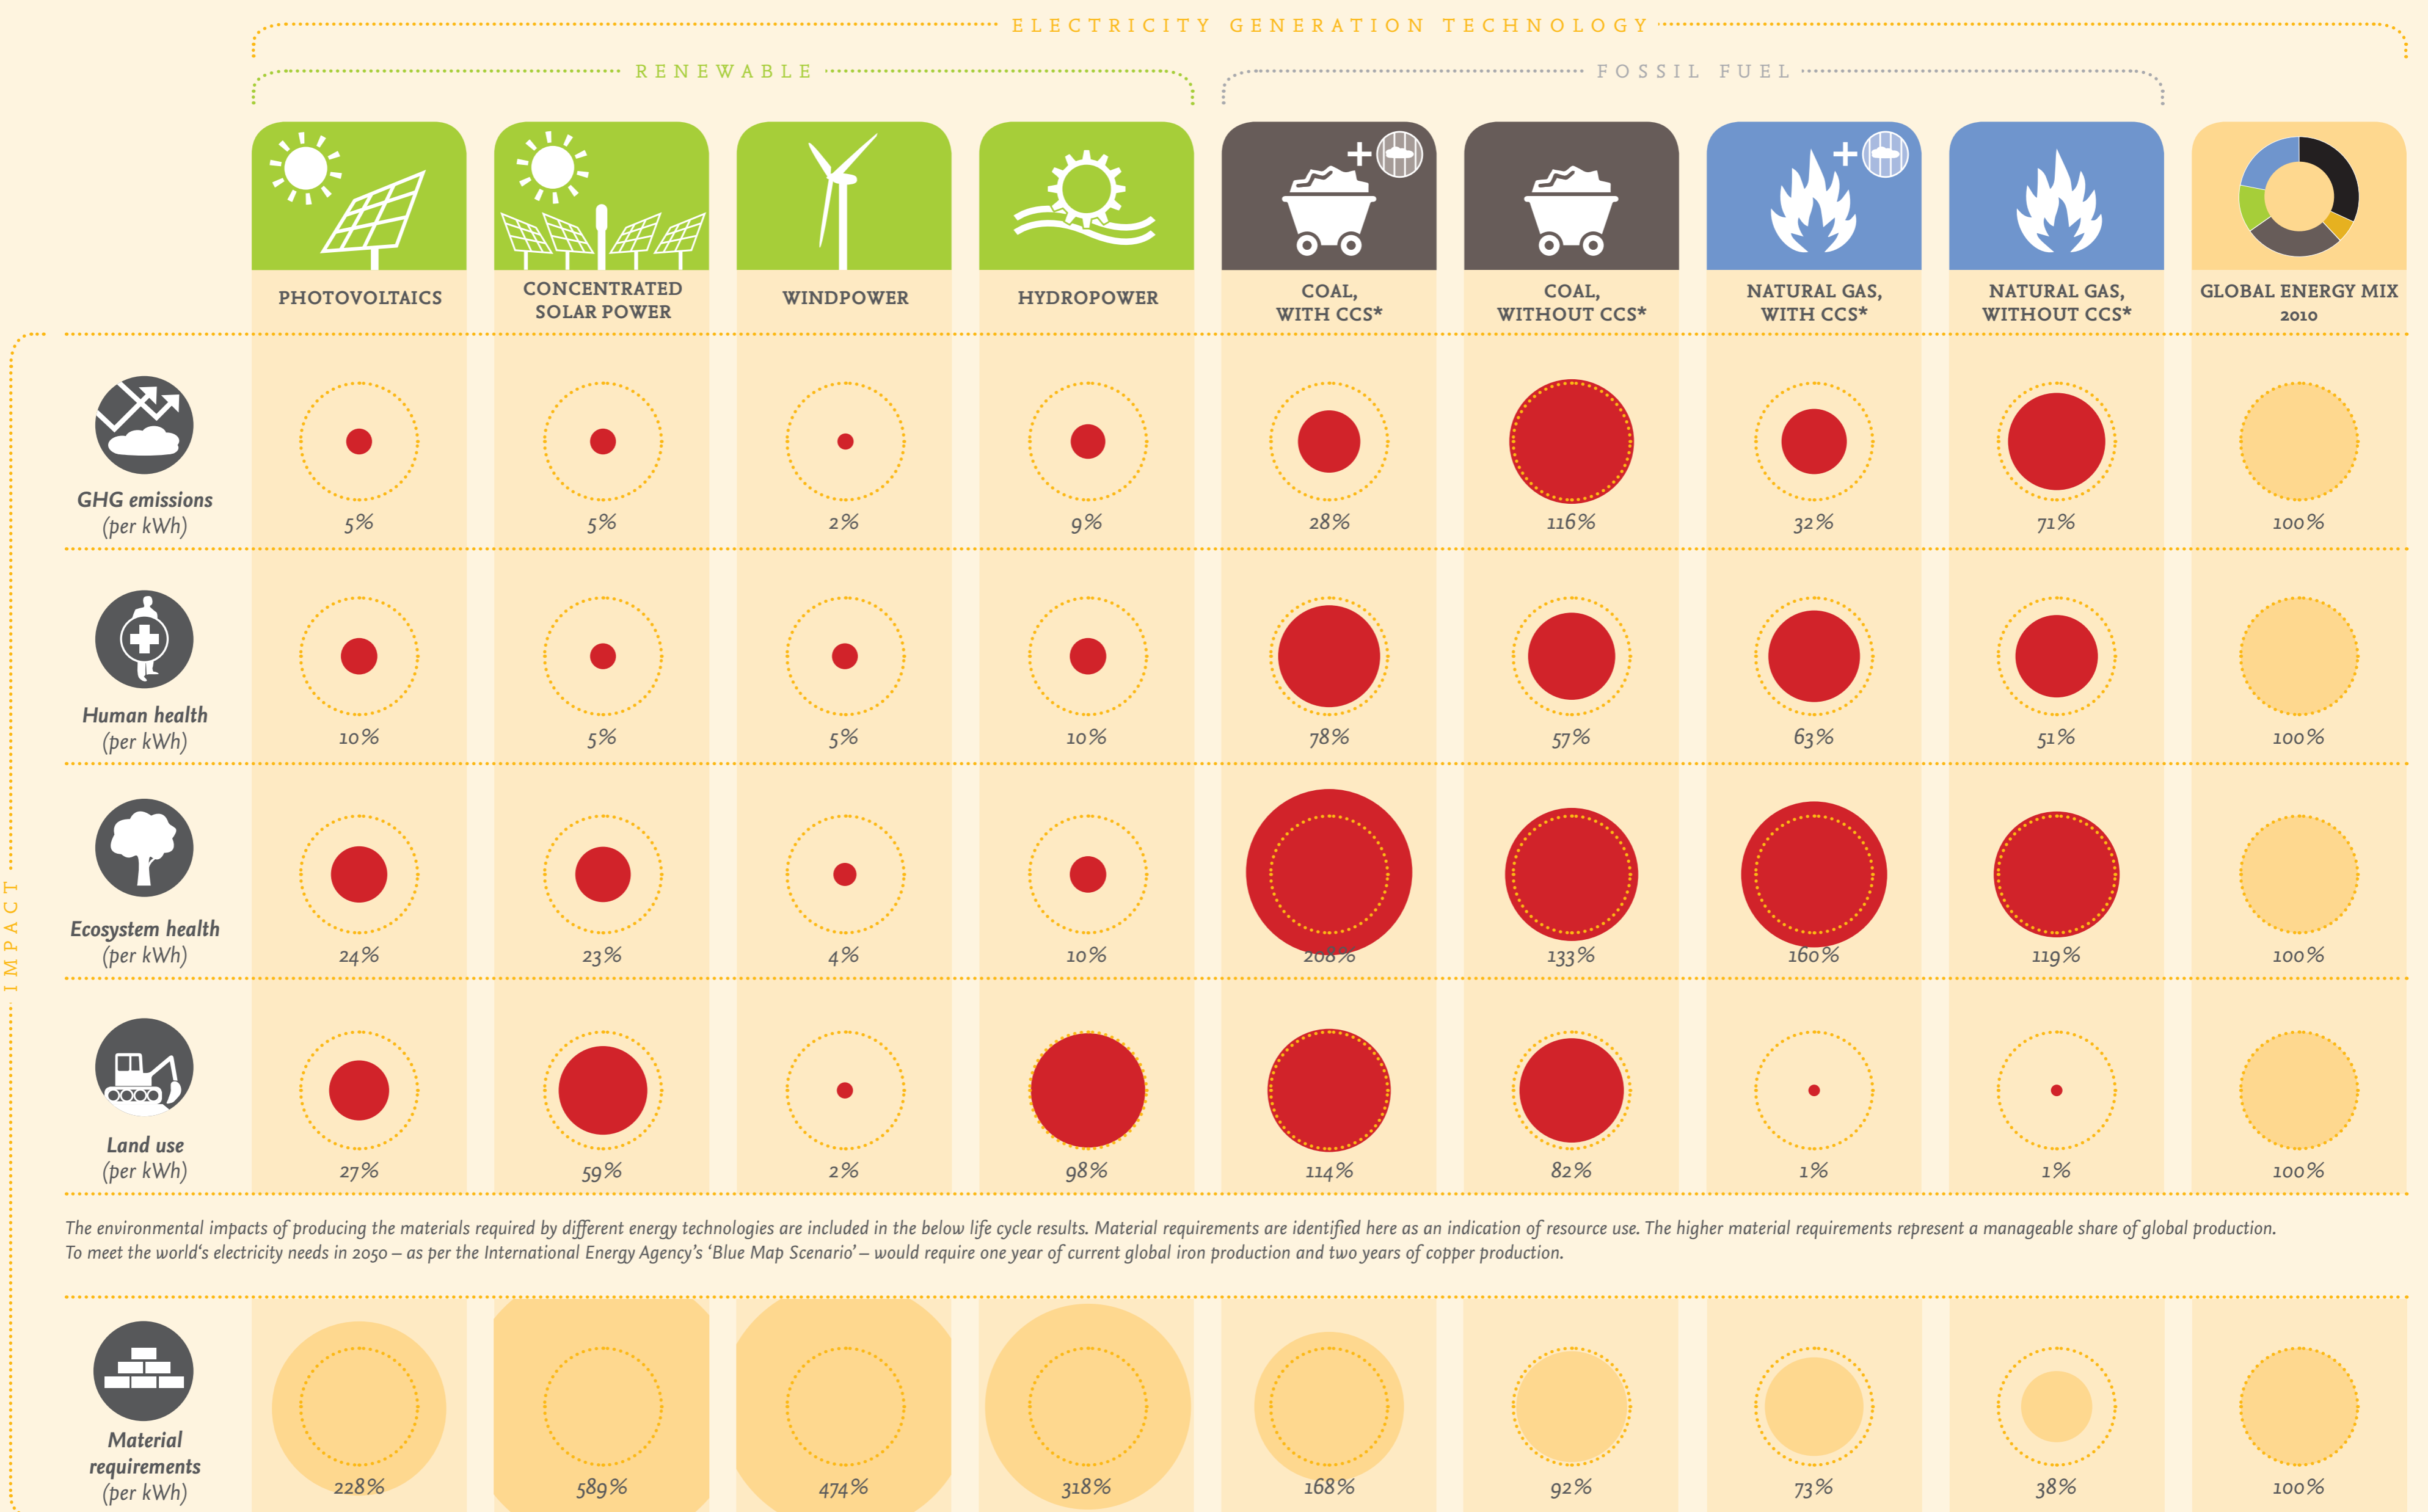 ELECTRICITY GENERATION TECHNOLOGY
RENEWABLE
FOSSIL FUEL
PHOTOVOLTAICS
CONCENTRATED
SOLAR POWER
WINDPOWER
HYDROPOWER
COAL,
WITH CCS*
COAL,
WITHOUT CCS*
NATURAL GAS,
WITH CCS*
NATURAL GAS,
WITHOUT CCS*
GLOBAL ENERGY MIX
2010
IMPACT
GHG emissions
(per kWh)
5% 5% 2% 9% 28% 116% 32% 71% 100%
Human health
(per kWh)
10% 5% 5% 10% 78% 57% 63% 51% 100%
Ecosystem health
(per kWh)
24% 23% 4% 10% 208% 133% 160% 119% 100%
Land use
(per kWh)
27% 59% 2% 98% 114% 82% 1% 1% 100%
The environmental impacts of producing the materials required by different energy technologies are included in the below life cycle results. Material requirements are identified here as an indication of resource use. The higher material requirements represent a manageable share of global production.
To meet the world‘s electricity needs in 2050 – as per the International Energy Agency’s ‘Blue Map Scenario’ – would require one year of current global iron production and two years of copper production.
Material
requirements
(per kWh)
228% 589% 474% 318% 168% 92% 73% 38% 100%